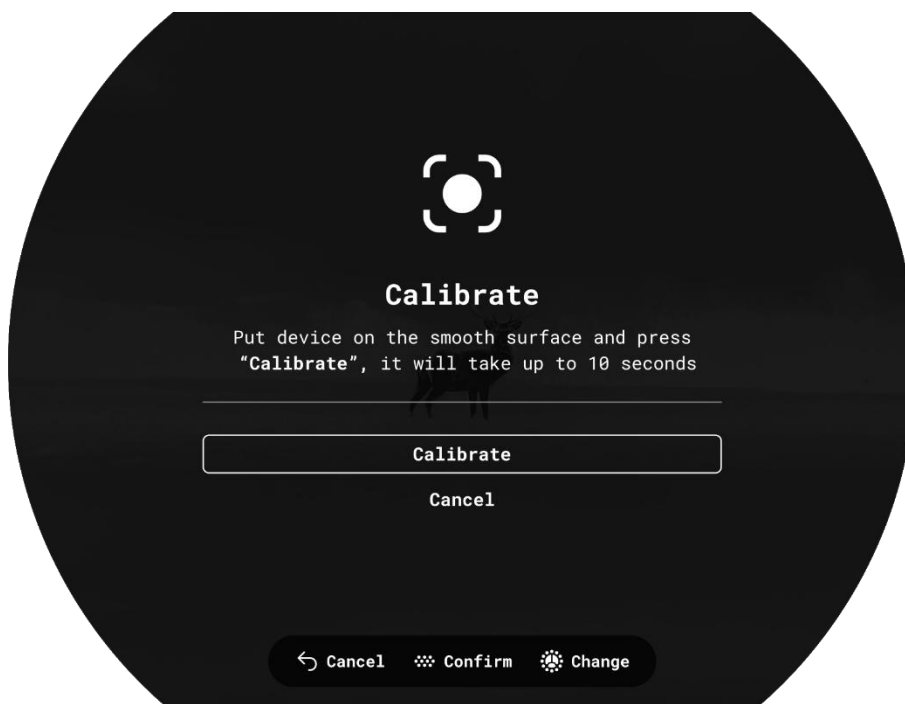 Calibrate
Put device on the smooth surface and press
“Calibrate”, it will take up to 10 seconds
Calibrate
Cancel
Cancel Confirm Change